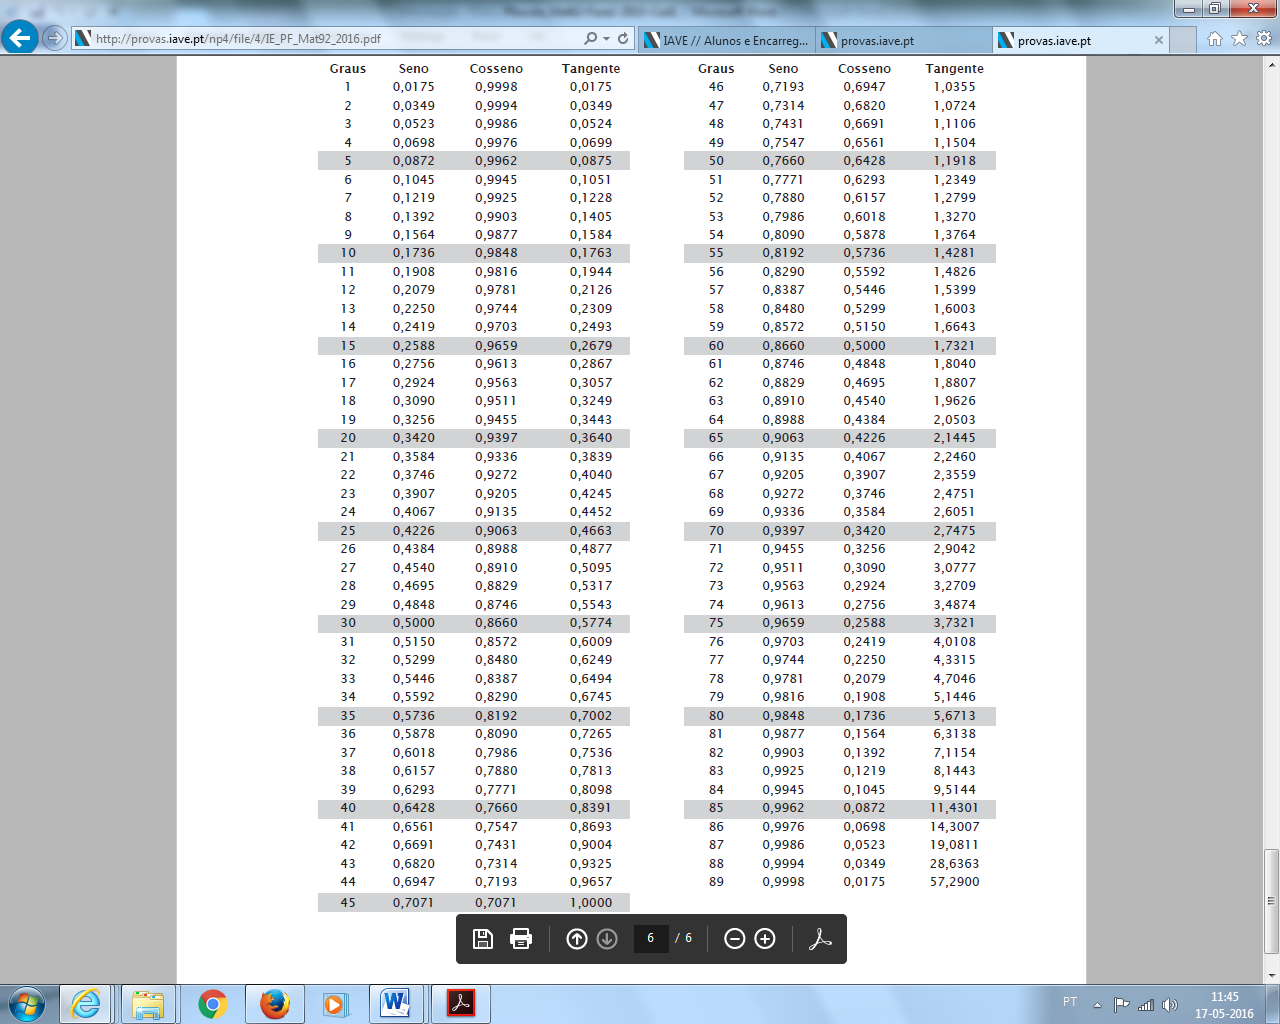 http://provas.iave.pt/np4/file/4/IE_PF_Mat92_2016.pdf
IAVE // Alunos e Encarreg...
provas.iave.pt
provas.iave.pt
Graus Seno Cosseno Tangente
1 0,0175 0,9998 0,0175
2 0,0349 0,9994 0,0349
3 0,0523 0,9986 0,0524
4 0,0698 0,9976 0,0699
5 0,0872 0,9962 0,0875
6 0,1045 0,9945 0,1051
7 0,1219 0,9925 0,1228
8 0,1392 0,9903 0,1405
9 0,1564 0,9877 0,1584
10 0,1736 0,9848 0,1763
11 0,1908 0,9816 0,1944
12 0,2079 0,9781 0,2126
13 0,2250 0,9744 0,2309
14 0,2419 0,9703 0,2493
15 0,2588 0,9659 0,2679
16 0,2756 0,9613 0,2867
17 0,2924 0,9563 0,3057
18 0,3090 0,9511 0,3249
19 0,3256 0,9455 0,3443
20 0,3420 0,9397 0,3640
21 0,3584 0,9336 0,3839
22 0,3746 0,9272 0,4040
23 0,3907 0,9205 0,4245
24 0,4067 0,9135 0,4452
25 0,4226 0,9063 0,4663
26 0,4384 0,8988 0,4877
27 0,4540 0,8910 0,5095
28 0,4695 0,8829 0,5317
29 0,4848 0,8746 0,5543
30 0,5000 0,8660 0,5774
31 0,5150 0,8572 0,6009
32 0,5299 0,8480 0,6249
33 0,5446 0,8387 0,6494
34 0,5592 0,8290 0,6745
35 0,5736 0,8192 0,7002
36 0,5878 0,8090 0,7265
37 0,6018 0,7986 0,7536
38 0,6157 0,7880 0,7813
39 0,6293 0,7771 0,8098
40 0,6428 0,7660 0,8391
41 0,6561 0,7547 0,8693
42 0,6691 0,7431 0,9004
43 0,6820 0,7314 0,9325
44 0,6947 0,7193 0,9657
45 0,7071 0,7071 1,0000
Graus Seno Cosseno Tangente
46 0,7193 0,6947 1,0355
47 0,7314 0,6820 1,0724
48 0,7431 0,6691 1,1106
49 0,7547 0,6561 1,1504
50 0,7660 0,6428 1,1918
51 0,7771 0,6293 1,2349
52 0,7880 0,6157 1,2799
53 0,7986 0,6018 1,3270
54 0,8090 0,5878 1,3764
55 0,8192 0,5736 1,4281
56 0,8290 0,5592 1,4826
57 0,8387 0,5446 1,5399
58 0,8480 0,5299 1,6003
59 0,8572 0,5150 1,6643
60 0,8660 0,5000 1,7321
61 0,8746 0,4848 1,8040
62 0,8829 0,4695 1,8807
63 0,8910 0,4540 1,9626
64 0,8988 0,4384 2,0503
65 0,9063 0,4226 2,1445
66 0,9135 0,4067 2,2460
67 0,9205 0,3907 2,3559
68 0,9272 0,3746 2,4751
69 0,9336 0,3584 2,6051
70 0,9397 0,3420 2,7475
71 0,9455 0,3256 2,9042
72 0,9511 0,3090 3,0777
73 0,9563 0,2924 3,2709
74 0,9613 0,2756 3,4874
75 0,9659 0,2588 3,7321
76 0,9703 0,2419 4,0108
77 0,9744 0,2250 4,3315
78 0,9781 0,2079 4,7046
79 0,9816 0,1908 5,1446
80 0,9848 0,1736 5,6713
81 0,9877 0,1564 6,3138
82 0,9903 0,1392 7,1154
83 0,9925 0,1219 8,1443
84 0,9945 0,1045 9,5144
85 0,9962 0,0872 11,4301
86 0,9976 0,0698 14,3007
87 0,9986 0,0523 19,0811
88 0,9994 0,0349 28,6363
89 0,9998 0,0175 57,2900
6 / 6
PT
11:45
17-05-2016